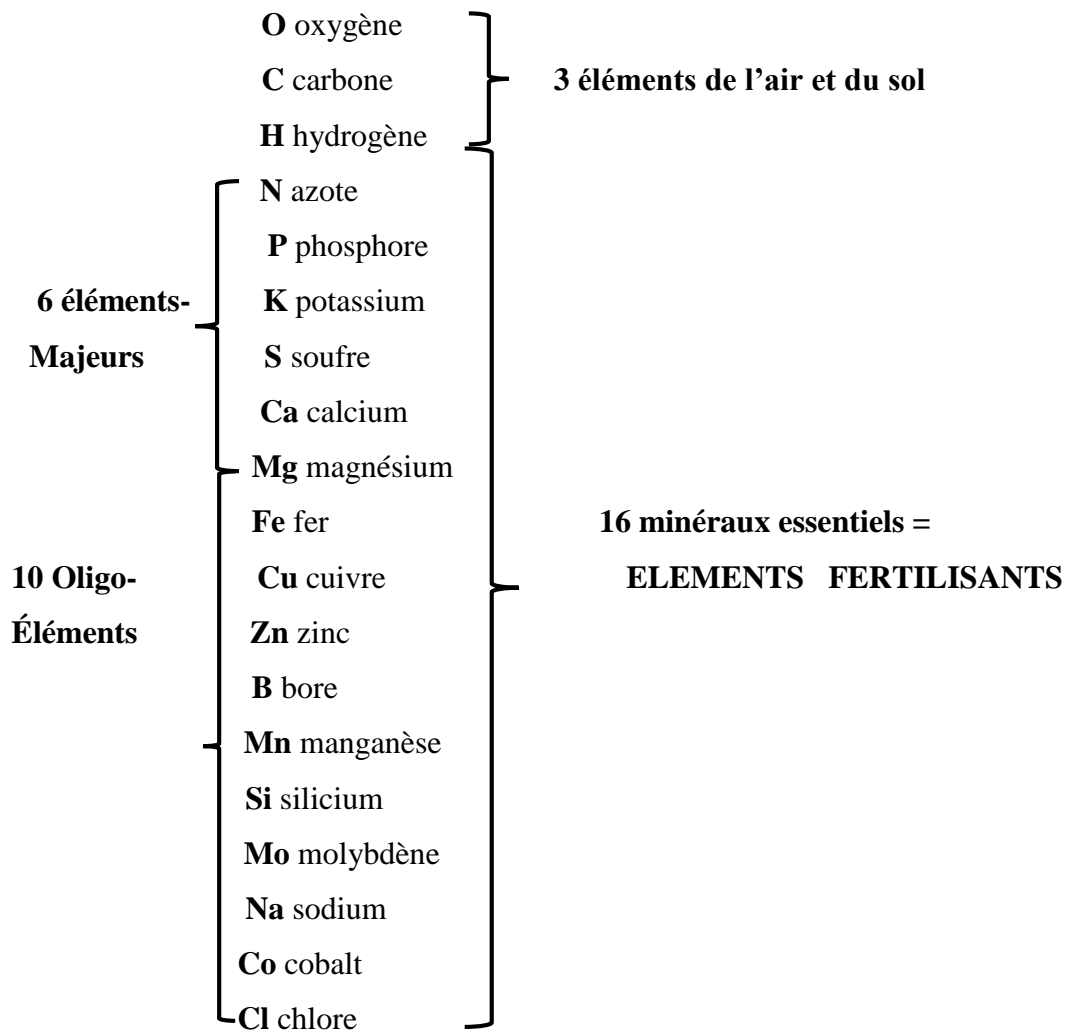 O oxygène
C carbone
3 éléments de l’air et du sol
H hydrogène
N azote
P phosphore
6 éléments-
K potassium
Majeurs
S soufre
Ca calcium
Mg magnésium
Fe fer
16 minéraux essentiels =
10 Oligo-
Cu cuivre
ELEMENTS FERTILISANTS
Éléments
Zn zinc
B bore
Mn manganèse
Si silicium
Mo molybdène
Na sodium
Co cobalt
Cl chlore